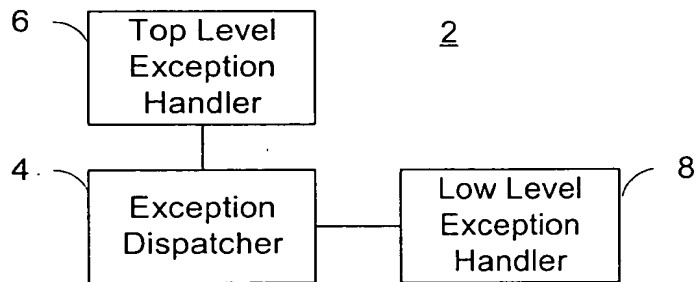 6
Top Level
Exception
Handler
2
4
Exception
Dispatcher
Low Level
Exception
Handler
8